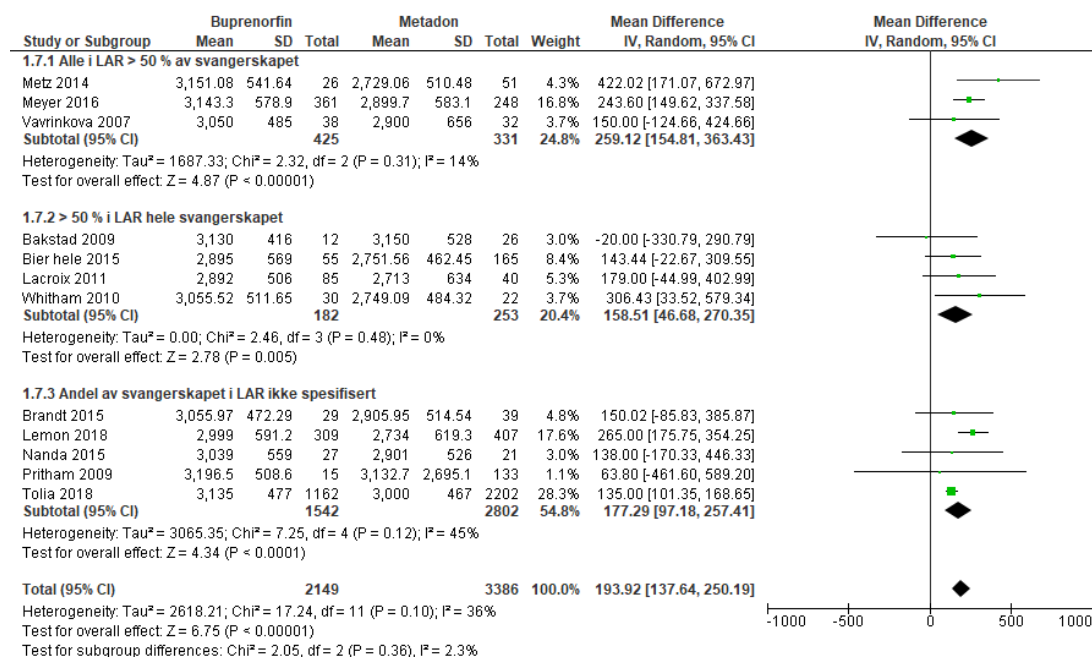 Buprenorfin Metadon Mean Difference Mean Difference
Study or Subgroup Mean SD Total Mean SD Total Weight IV, Random, 95% CI IV, Random, 95% CI
1.7.1 Alle i LAR > 50 % av svangerskapet
Metz 2014 3,151.08 541.64 26 2,729.06 510.48 51 4.3% 422.02 [171.07, 672.97]
Meyer 2016 3,143.3 578.9 361 2,899.7 583.1 248 16.8% 243.60 [149.62, 337.58]
Vavrinkova 2007 3,050 485 38 2,900 656 32 3.7% 150.00 [-124.66, 424.66]
Subtotal (95% CI) 425 331 24.8% 259.12 [154.81, 363.43]
Heterogeneity: Tau² = 1687.33; Chi² = 2.32, df = 2 (P = 0.31); I² = 14%
Test for overall effect: Z = 4.87 (P < 0.00001)
1.7.2 > 50 % i LAR hele svangerskapet
Bakstad 2009 3,130 416 12 3,150 528 26 3.0% -20.00 [-330.79, 290.79]
Bier hele 2015 2,895 569 55 2,751.56 462.45 165 8.4% 143.44 [-22.67, 309.55]
Lacroix 2011 2,892 506 85 2,713 634 40 5.3% 179.00 [-44.99, 402.99]
Whitham 2010 3,055.52 511.65 30 2,749.09 484.32 22 3.7% 306.43 [33.52, 579.34]
Subtotal (95% CI) 182 253 20.4% 158.51 [46.68, 270.35]
Heterogeneity: Tau² = 0.00; Chi² = 2.46, df = 3 (P = 0.48); I² = 0%
Test for overall effect: Z = 2.78 (P = 0.005)
1.7.3 Andel av svangerskapet i LAR ikke spesifisert
Brandt 2015 3,055.97 472.29 29 2,905.95 514.54 39 4.8% 150.02 [-85.83, 385.87]
Lemon 2018 2,999 591.2 309 2,734 619.3 407 17.6% 265.00 [175.75, 354.25]
Nanda 2015 3,039 559 27 2,901 526 21 3.0% 138.00 [-170.33, 446.33]
Pritham 2009 3,196.5 508.6 15 3,132.7 2,695.1 133 1.1% 63.80 [-461.60, 589.20]
Tolia 2018 3,135 477 1162 3,000 467 2202 28.3% 135.00 [101.35, 168.65]
Subtotal (95% CI) 1542 2802 54.8% 177.29 [97.18, 257.41]
Heterogeneity: Tau² = 3065.35; Chi² = 7.25, df = 4 (P = 0.12); I² = 45%
Test for overall effect: Z = 4.34 (P < 0.0001)
Total (95% CI) 2149 3386 100.0% 193.92 [137.64, 250.19]
Heterogeneity: Tau² = 2618.21; Chi² = 17.24, df = 11 (P = 0.10); I² = 36%
Test for overall effect: Z = 6.75 (P < 0.00001)
Test for subgroup differences: Chi² = 2.05, df = 2 (P = 0.36), I² = 2.3%
-1000 -500 0 500 1000